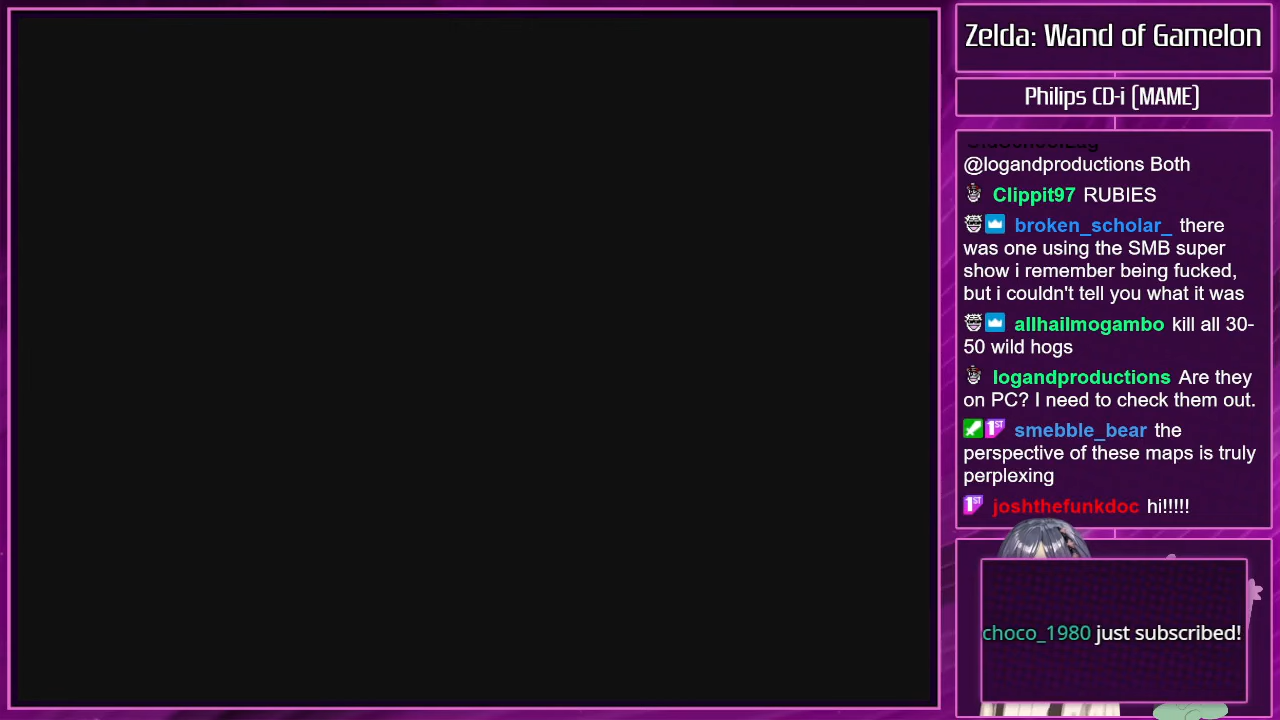 Zelda: Wand of Gamelon
Philips CD-i [MAME]
@logandproductions Both
Clippit97 RUBIES
broken_scholar_ there
was one using the SMB super
show i remember being fucked,
but i couldn't tell you what it was
allhailmogambo kill all 30-
50 wild hogs
logandproductions Are they
on PC? I need to check them out.
1ST smebble_bear the
perspective of these maps is truly
perplexing
1ST joshthefunkdoc hi!!!!!
choco_1980 just subscribed!